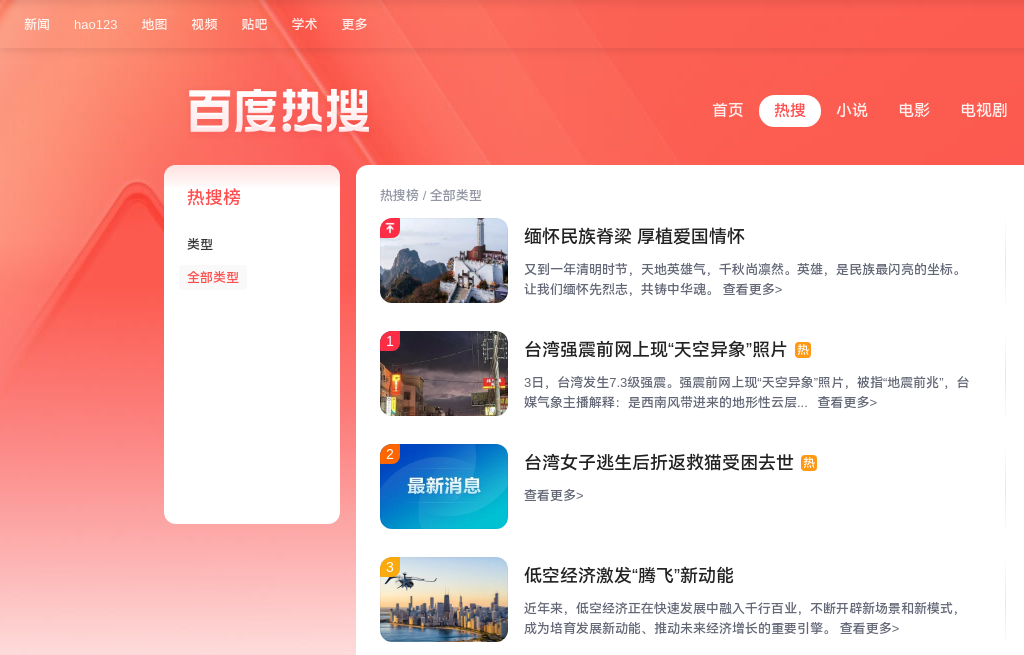 新闻 hao123 地图 视频 贴吧 学术 更多
百度热搜
首页 热搜 小说 电影 电视剧
热搜榜
类型
全部类型
热搜榜 / 全部类型
缅怀民族脊梁 厚植爱国情怀
又到一年清明时节，天地英雄气，千秋尚凛然。英雄，是民族最闪亮的坐标。
让我们缅怀先烈志，共铸中华魂。 查看更多>
1
台湾强震前网上现“天空异象”照片 热
3日，台湾发生7.3级强震。强震前网上现“天空异象”照片，被指“地震前兆”，台
媒气象主播解释：是西南风带进来的地形性云层... 查看更多>
2
最新消息
台湾女子逃生后折返救猫受困去世 热
查看更多>
3
低空经济激发“腾飞”新动能
近年来，低空经济正在快速发展中融入千行百业，不断开辟新场景和新模式，
成为培育发展新动能、推动未来经济增长的重要引擎。 查看更多>